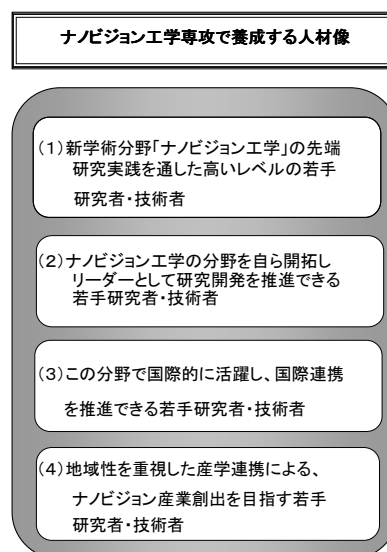 ナノビジョン工学専攻で養成する人材像
(1)新学術分野「ナノビジョン工学」の先端
研究実践を通した高いレベルの若手
研究者・技術者
(2)ナノビジョン工学の分野を自ら開拓し
リーダーとして研究開発を推進できる
若手研究者・技術者
(3)この分野で国際的に活躍し、国際連携
を推進できる若手研究者・技術者
(4)地域性を重視した産学連携による、
ナノビジョン産業創出を目指す若手
研究者・技術者